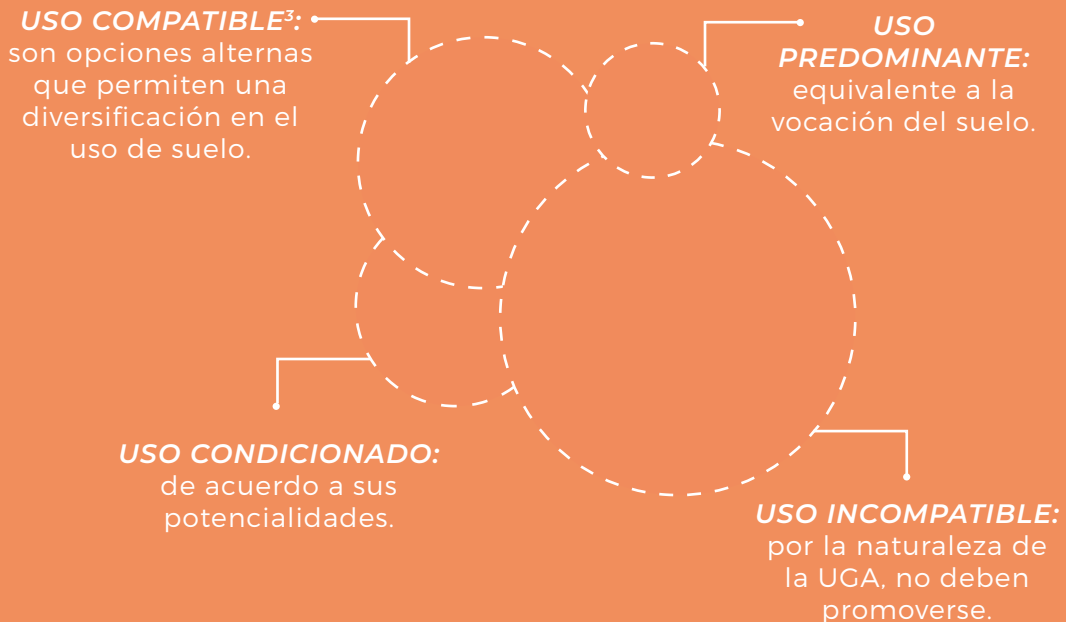 USO COMPATIBLE³:
son opciones alternas
que permiten una
diversificación en el
uso de suelo.
USO
PREDOMINANTE:
equivalente a la
vocación del suelo.
USO CONDICIONADO:
de acuerdo a sus
potencialidades.
USO INCOMPATIBLE:
por la naturaleza de
la UGA, no deben
promoverse.